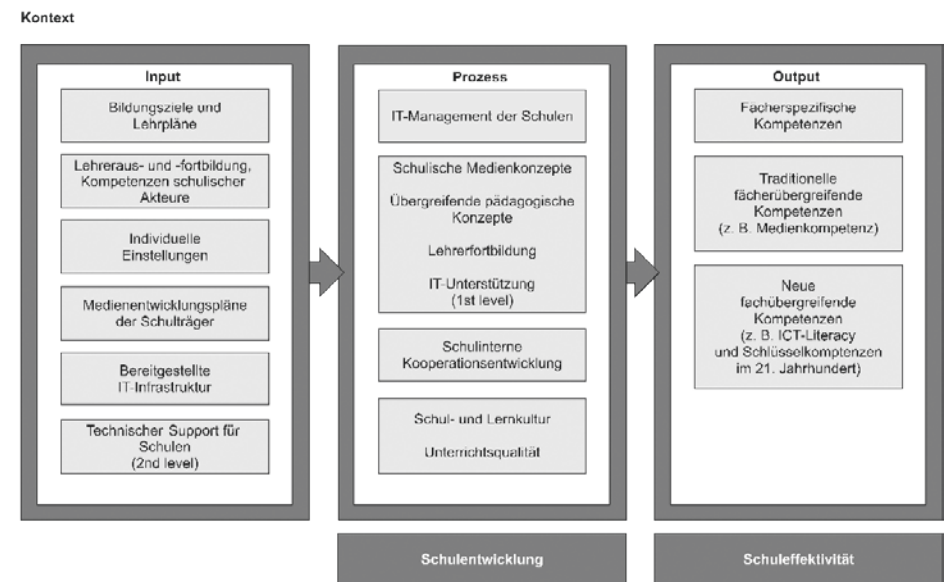 Kontext
Input
Bildungsziele und
Lehrpläne
Lehreraus- und -fortbildung,
Kompetenzen schulischer
Akteure
Individuelle
Einstellungen
Medienentwicklungspläne
der Schulträger
Bereitgestellte
IT-Infrastruktur
Technischer Support für
Schulen
(2nd level)
Prozess
IT-Management der Schulen
Schulische Medienkonzepte
Übergreifende pädagogische
Konzepte
Lehrerfortbildung
IT-Unterstützung
(1st level)
Schulinterne
Kooperationsentwicklung
Schul- und Lernkultur
Unterrichtsqualität
Output
Fächerspezifische
Kompetenzen
Traditionelle
fächerübergreifende
Kompetenzen
(z. B. Medienkompetenz)
Neue
fachübergreifende
Kompetenzen
(z. B. ICT-Literacy
und Schlüsselkomptenzen
im 21. Jahrhundert)
Schulentwicklung
Schuleffektivität